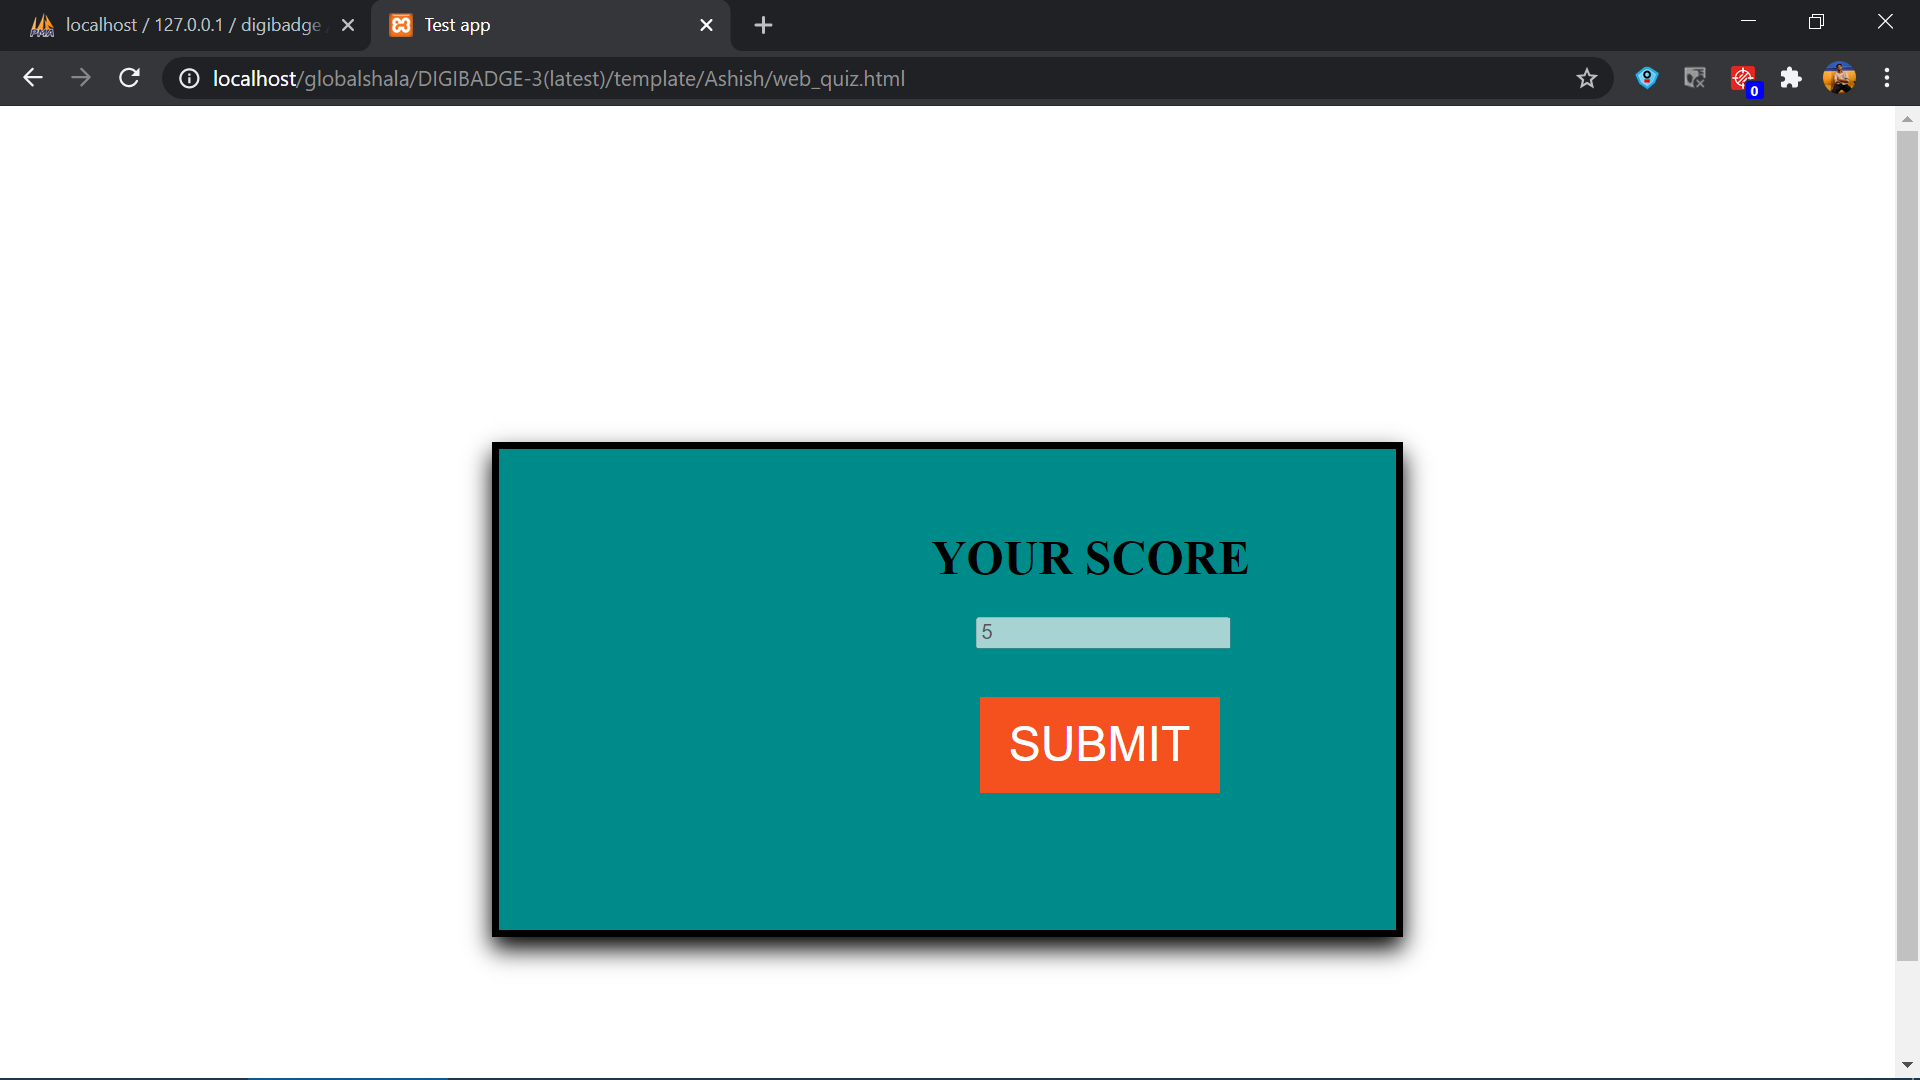 localhost / 127.0.0.1 / digibadge
Test app
localhost/globalshala/DIGIBADGE-3(latest)/template/Ashish/web_quiz.html
0
YOUR SCORE
5
SUBMIT